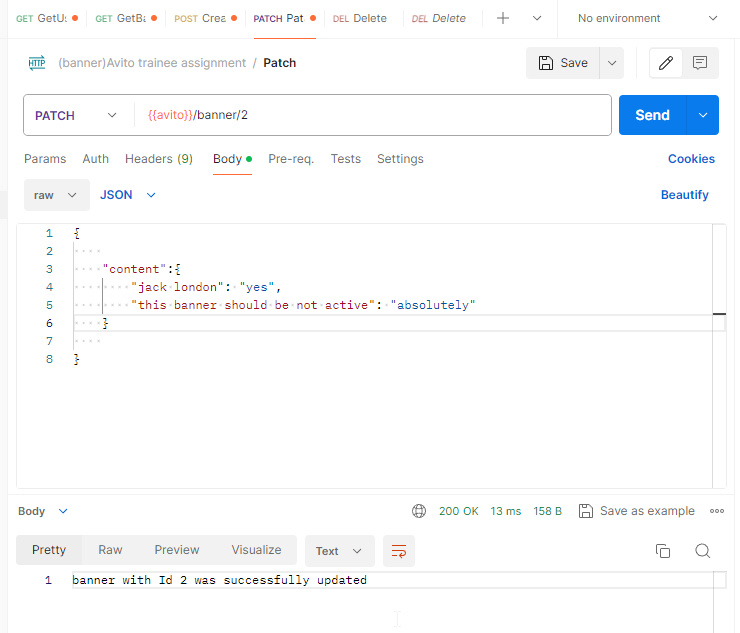 GET GetUs
GET GetBa
POST Crea
PATCH Pat
DEL Delete
DEL Delete
No environment
HTTP
(banner)Avito trainee assignment / Patch
Save
PATCH
{{avito}}/banner/2
Send
Params Auth Headers (9) Body Pre-req. Tests Settings
Cookies
raw JSON
Beautify
1 {
2
3 "content":{
4 "jack london": "yes",
5 "this banner should be not active": "absolutely"
6 }
7
8 }
Body
200 OK 13 ms 158 B Save as example
Pretty Raw Preview Visualize Text
1 banner with Id 2 was successfully updated